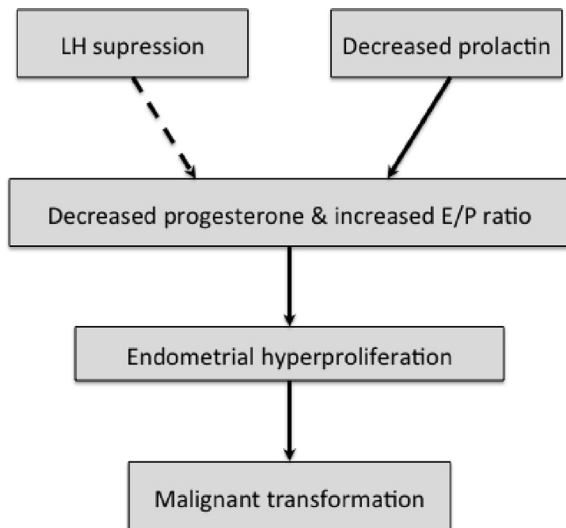 LH supression
Decreased prolactin
Decreased progesterone & increased E/P ratio
Endometrial hyperproliferation
Malignant transformation